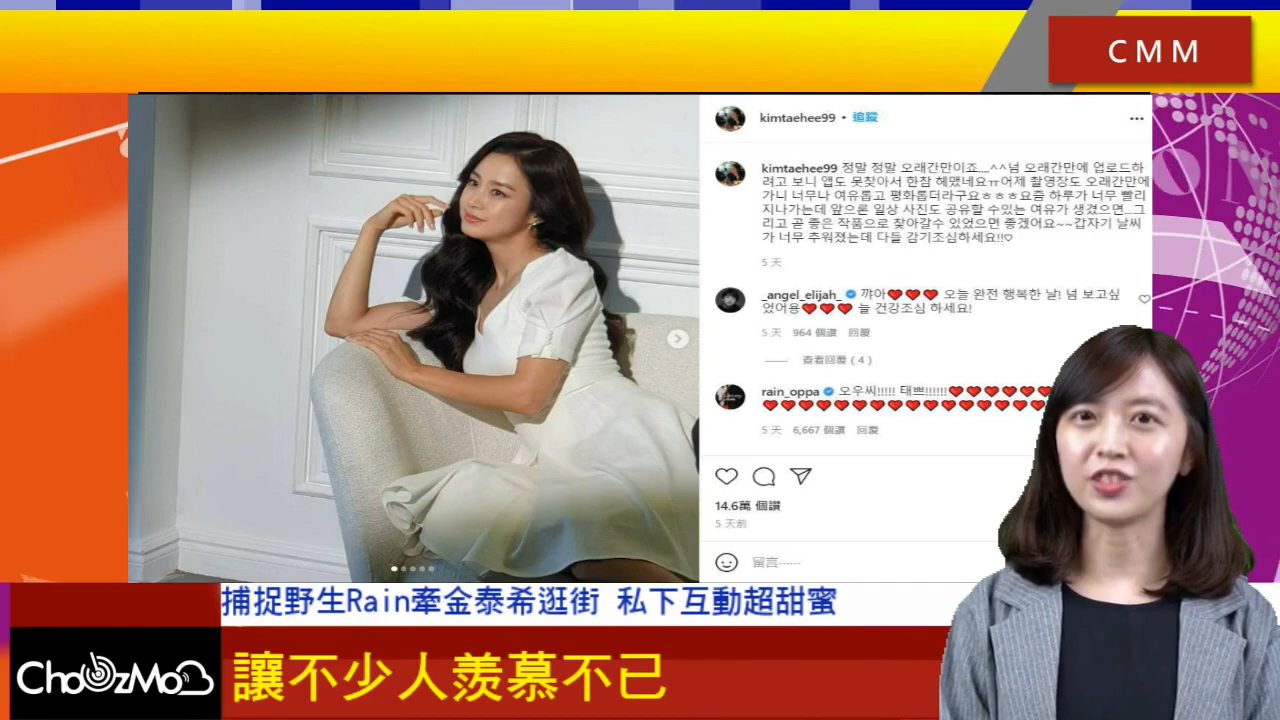 CMM
kimtaehee99 • 追蹤
kimtaehee99 정말 정말 오래간만이죠....^^넘 오래간만에 업로드하
려고 보니 앱도 못찾아서 한참 헤맸네요ㅠ어제 촬영장도 오래간만에
가니 너무나 여유롭고 평화롭더라구요ㅎㅎㅎ요즘 하루가 너무 빨리
지나가는데 앞으론 일상 사진도 공유할 수있는 여유가 생겼으면...그
리고 곧 좋은 작품으로 찾아갈수 있었으면 좋겠어요~~갑자기 날씨
가 너무 추워졌는데 다들 감기조심하세요!!♡
5 天
_angel_elijah_ 꺄아❤❤❤ 오늘 완전 행복한 날! 넘 보고싶
었어용❤❤❤ 늘 건강조심 하세요!
5 天 964 個讚 回覆
查看回覆 ( 4 )
rain_oppa 오우씨!!!!! 태쁘!!!!!!❤❤❤❤❤❤
❤❤❤❤❤❤❤❤❤❤❤❤❤❤❤❤
5 天 6,667 個讚 回覆
14.6萬 個讚
5 天前
留言······
捕捉野生Rain牽金泰希逛街 私下互動超甜蜜
ChoozMo
讓不少人羨慕不已